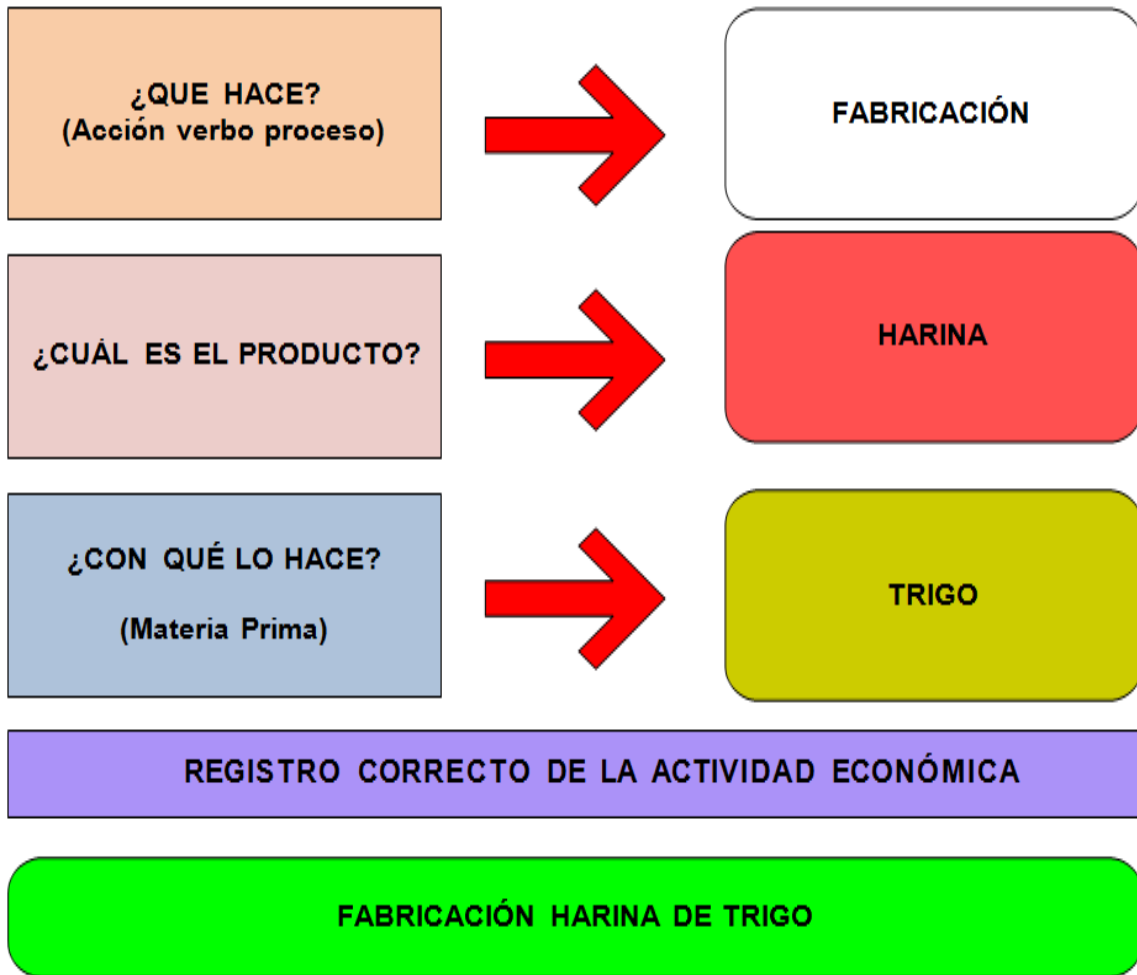 ¿QUE HACE?
(Acción verbo proceso)
FABRICACIÓN
¿CUÁL ES EL PRODUCTO?
HARINA
¿CON QUÉ LO HACE?
(Materia Prima)
TRIGO
REGISTRO CORRECTO DE LA ACTIVIDAD ECONÓMICA
FABRICACIÓN HARINA DE TRIGO